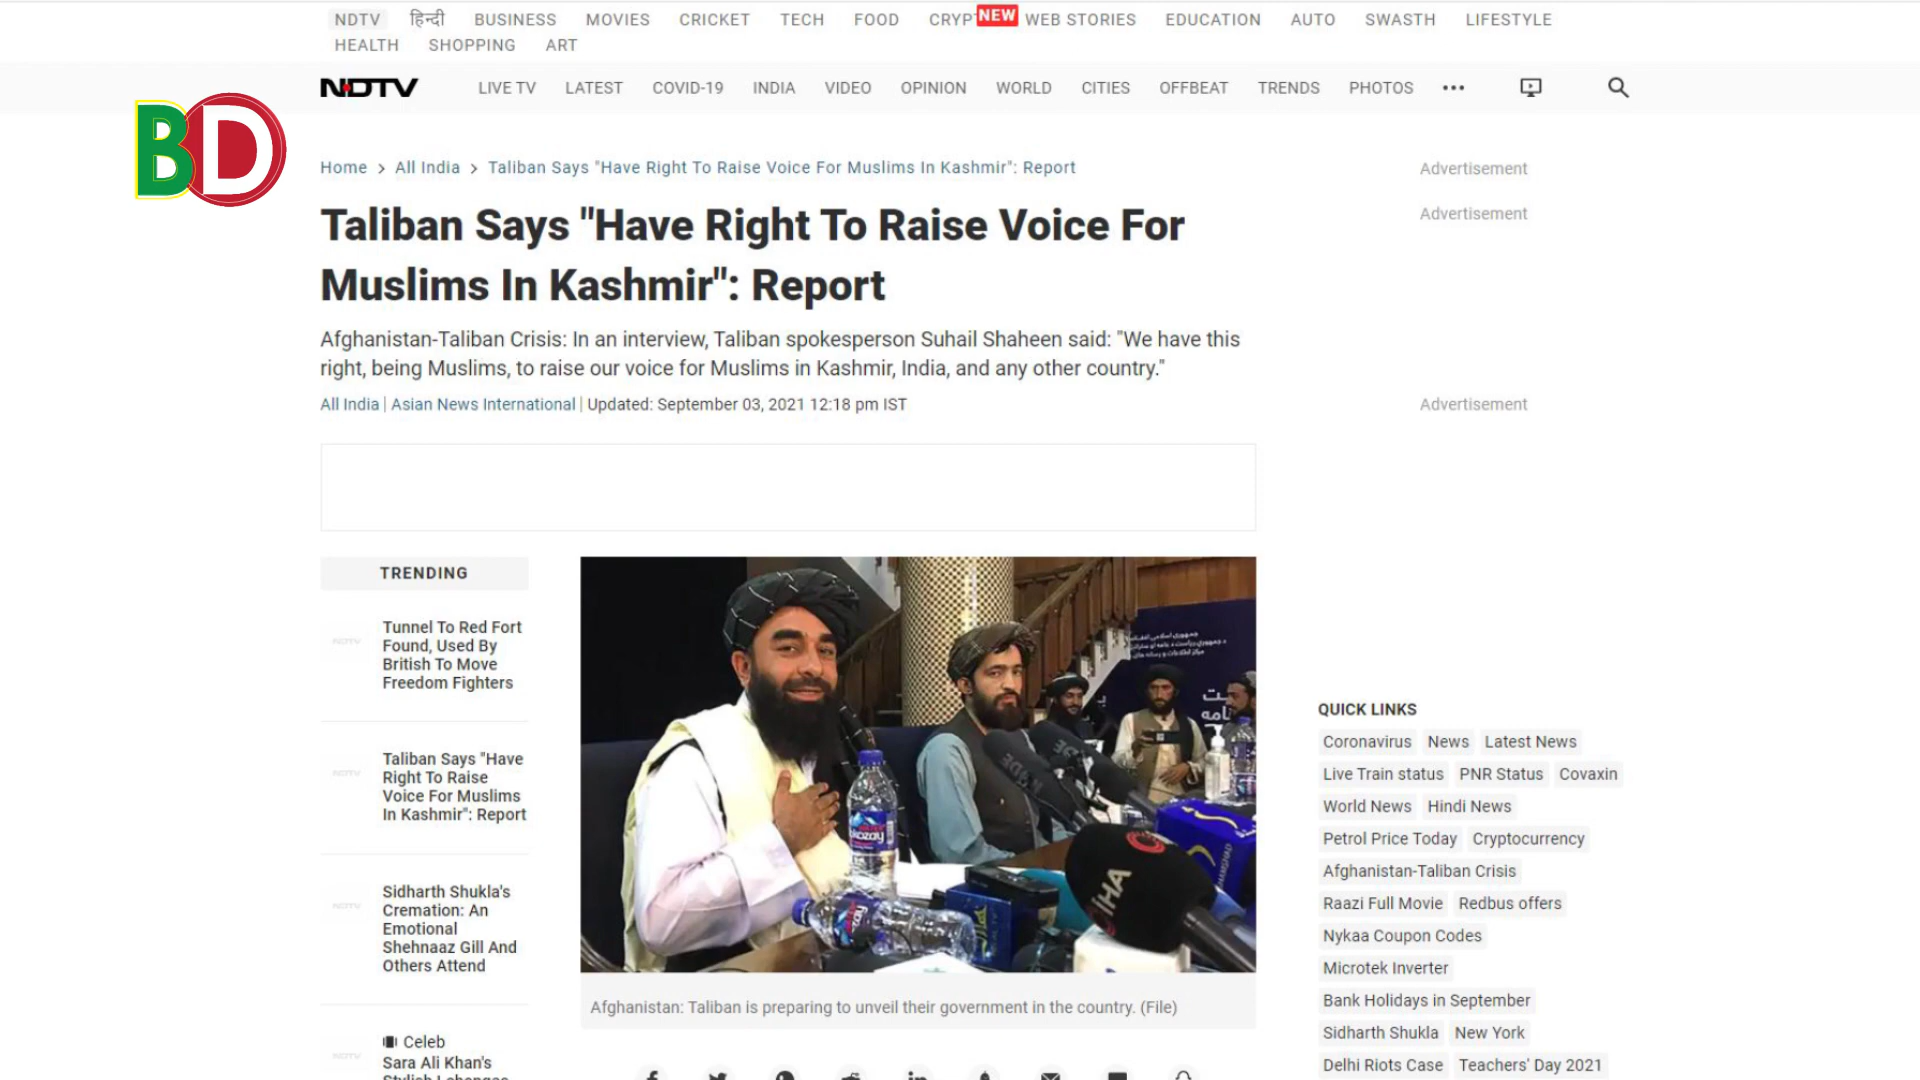 NDTV हिन्दी BUSINESS MOVIES CRICKET TECH FOOD CRYP NEW WEB STORIES EDUCATION AUTO SWASTH LIFESTYLE
HEALTH SHOPPING ART
NDTV LIVE TV LATEST COVID-19 INDIA VIDEO OPINION WORLD CITIES OFFBEAT TRENDS PHOTOS
BD
Home > All India > Taliban Says "Have Right To Raise Voice For Muslims In Kashmir": Report
Taliban Says "Have Right To Raise Voice For
Muslims In Kashmir": Report
Afghanistan-Taliban Crisis: In an interview, Taliban spokesperson Suhail Shaheen said: "We have this
right, being Muslims, to raise our voice for Muslims in Kashmir, India, and any other country."
All India | Asian News International | Updated: September 03, 2021 12:18 pm IST
Advertisement
Advertisement
Advertisement
TRENDING
Tunnel To Red Fort
Found, Used By
British To Move
Freedom Fighters
Taliban Says "Have
Right To Raise
Voice For Muslims
In Kashmir": Report
Sidharth Shukla's
Cremation: An
Emotional
Shehnaaz Gill And
Others Attend
Celeb
Sara Ali Khan's
IHA
Afghanistan: Taliban is preparing to unveil their government in the country. (File)
QUICK LINKS
Coronavirus News Latest News
Live Train status PNR Status Covaxin
World News Hindi News
Petrol Price Today Cryptocurrency
Afghanistan-Taliban Crisis
Raazi Full Movie Redbus offers
Nykaa Coupon Codes
Microtek Inverter
Bank Holidays in September
Sidharth Shukla New York
Delhi Riots Case Teachers' Day 2021